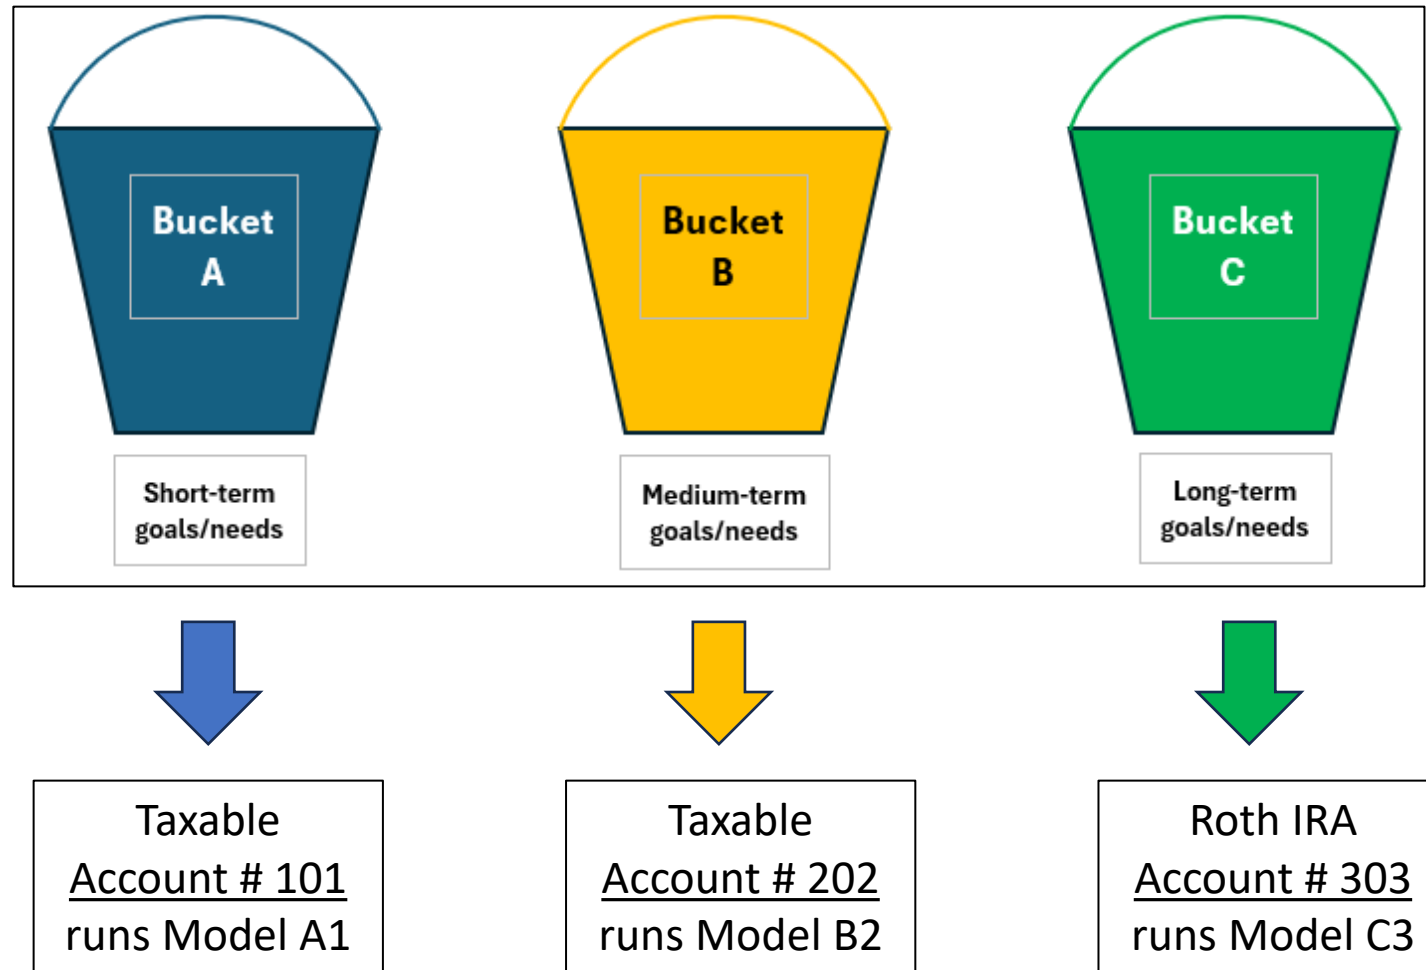 Bucket
A
Bucket
B
Bucket
C
Short-term
goals/needs
Medium-term
goals/needs
Long-term
goals/needs
Taxable
Account # 101
runs Model A1
Taxable
Account # 202
runs Model B2
Roth IRA
Account # 303
runs Model C3